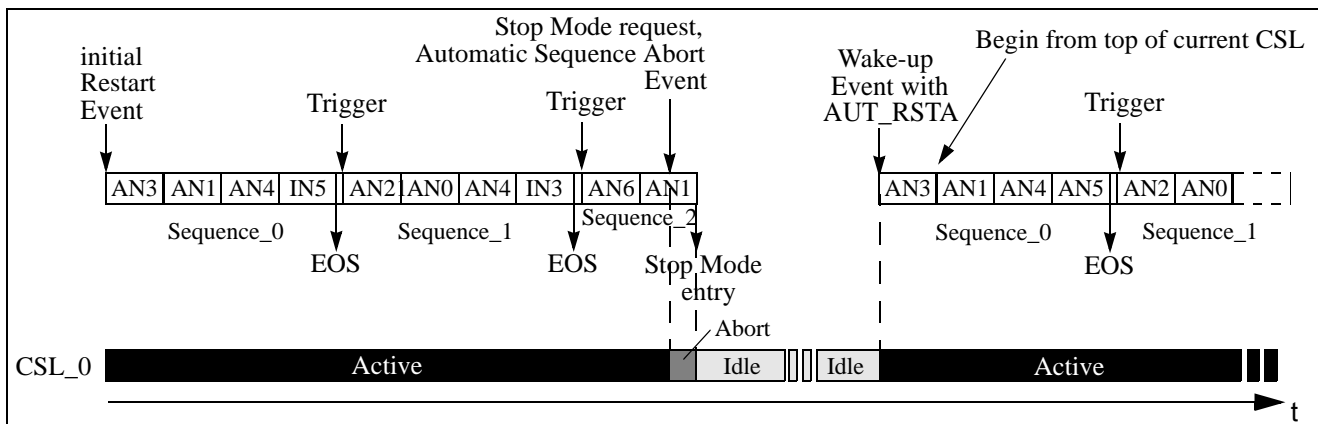 Stop Mode request,
Automatic Sequence Abort
Event
initial
Restart
Event
Trigger
Trigger
Wake-up
Event with
AUT_RSTA
Begin from top of current CSL
Trigger
AN3 AN1 AN4 IN5 AN21 AN0 AN4 IN3 AN6 AN1
AN3 AN1 AN4 AN5 AN2 AN0
Sequence_0
Sequence_1
Sequence_2
Sequence_0
Sequence_1
EOS
EOS
Stop Mode
entry
EOS
Abort
CSL_0
Active
Idle
Idle
Active
t